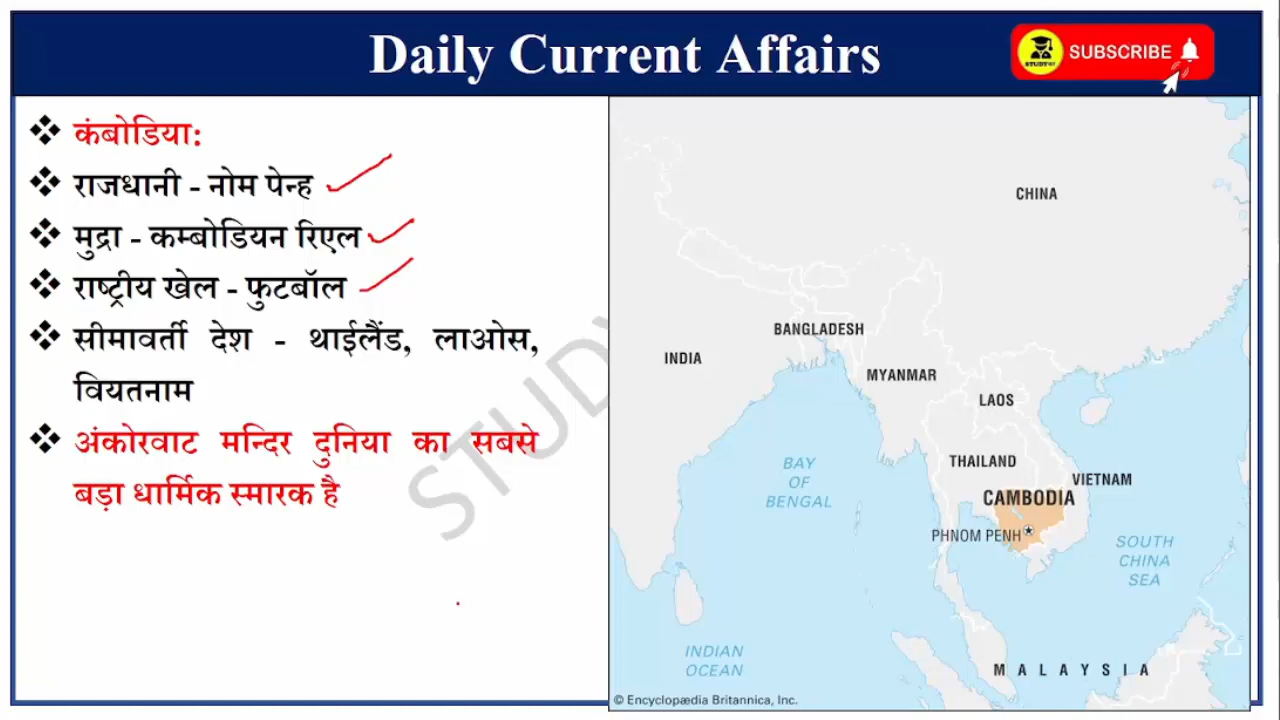 Daily Current Affairs
SUBSCRIBE
STUDY
❖ कंबोडिया:
❖ राजधानी - नोम पेन्ह
❖ मुद्रा - कम्बोडियन रिएल
❖ राष्ट्रीय खेल - फुटबॉल
❖ सीमावर्ती देश - थाईलैंड, लाओस,
वियतनाम
❖ अंकोरवाट मन्दिर दुनिया का सबसे
बड़ा धार्मिक स्मारक है
STUDY
CHINA
BANGLADESH
INDIA
MYANMAR
LAOS
THAILAND
VIETNAM
CAMBODIA
PHNOM PENH
BAY
OF
BENGAL
SOUTH
CHINA
SEA
INDIAN
OCEAN
MALAYSIA
© Encyclopædia Britannica, Inc.